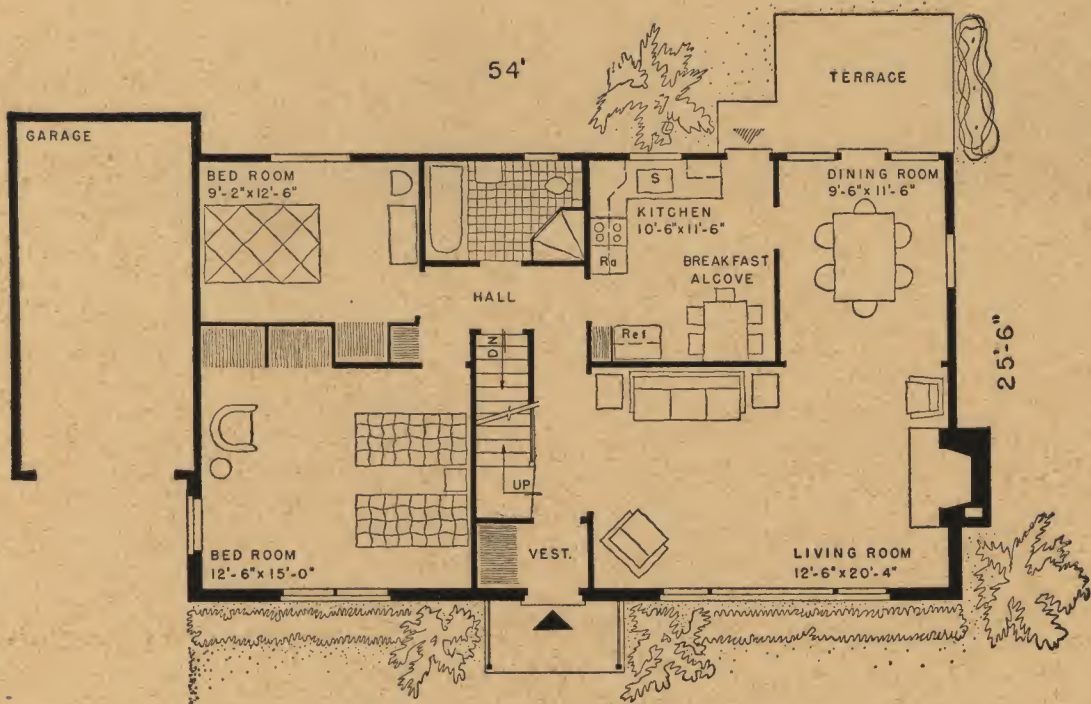 54'
TERRACE
GARAGE
BED ROOM
9'-2"x12'-6"
S
KITCHEN
10'-6"x11'-6"
DINING ROOM
9'-6"x11'-6"
Ra
BREAKFAST
ALCOVE
HALL
25'-6"
DN
Ref
UP
BED ROOM
12'-6"x15'-0"
VEST.
LIVING ROOM
12'-6"x20'-4"